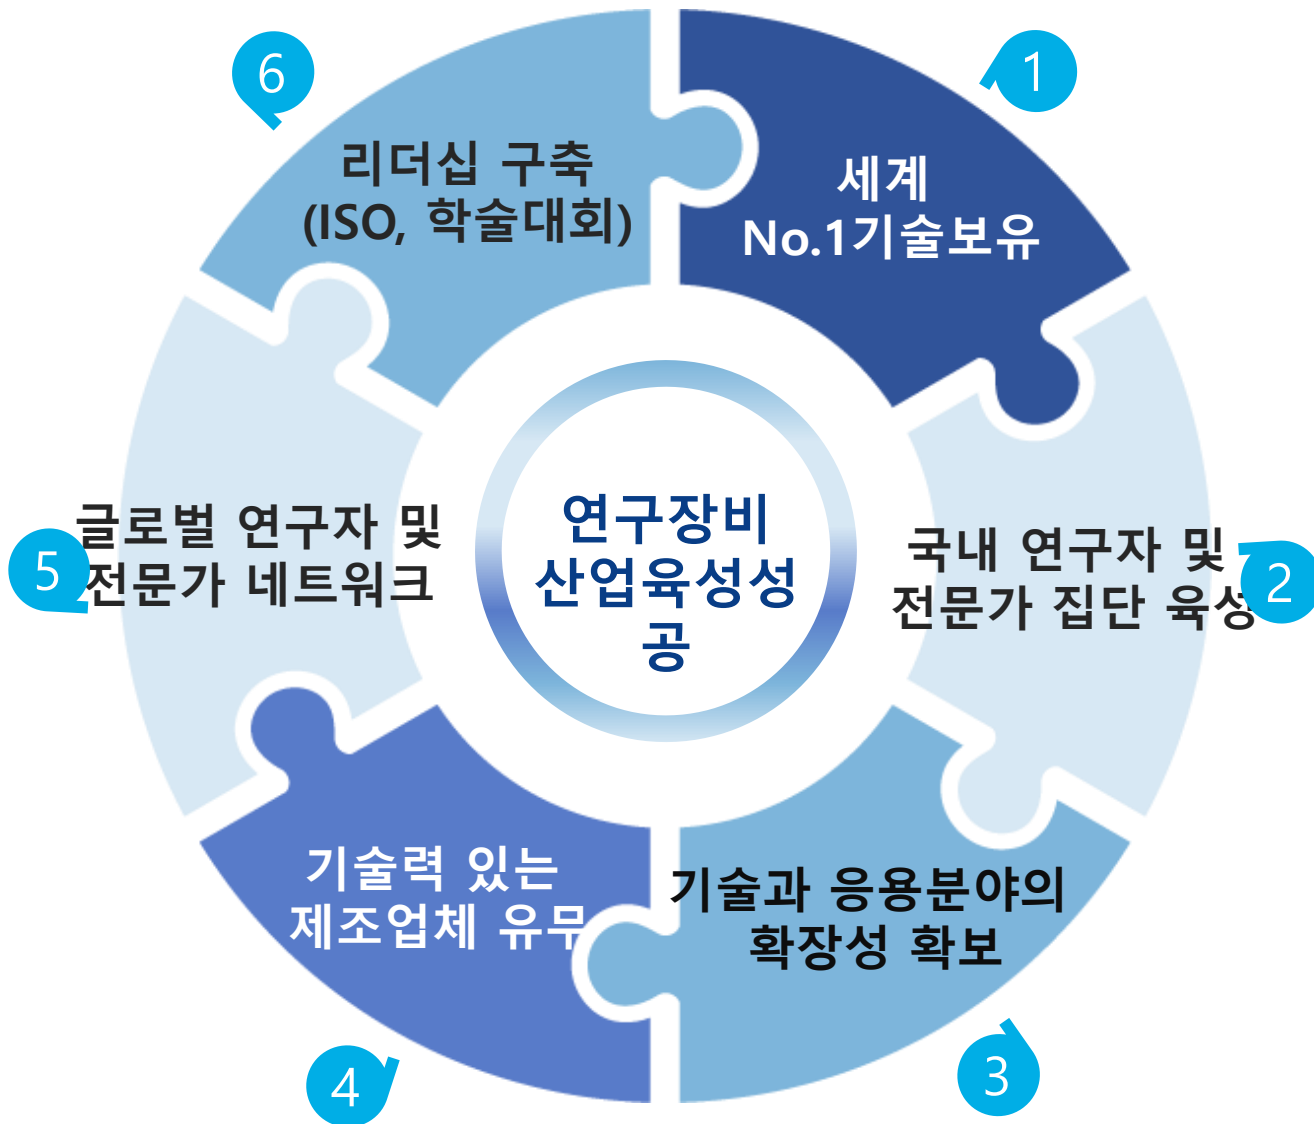 1
세계
No.1기술보유
2
국내 연구자 및
전문가 집단 육성
3
기술과 응용분야의
확장성 확보
4
기술력 있는
제조업체 유무
5
글로벌 연구자 및
전문가 네트워크
6
리더십 구축
(ISO, 학술대회)
연구장비
산업육성성
공